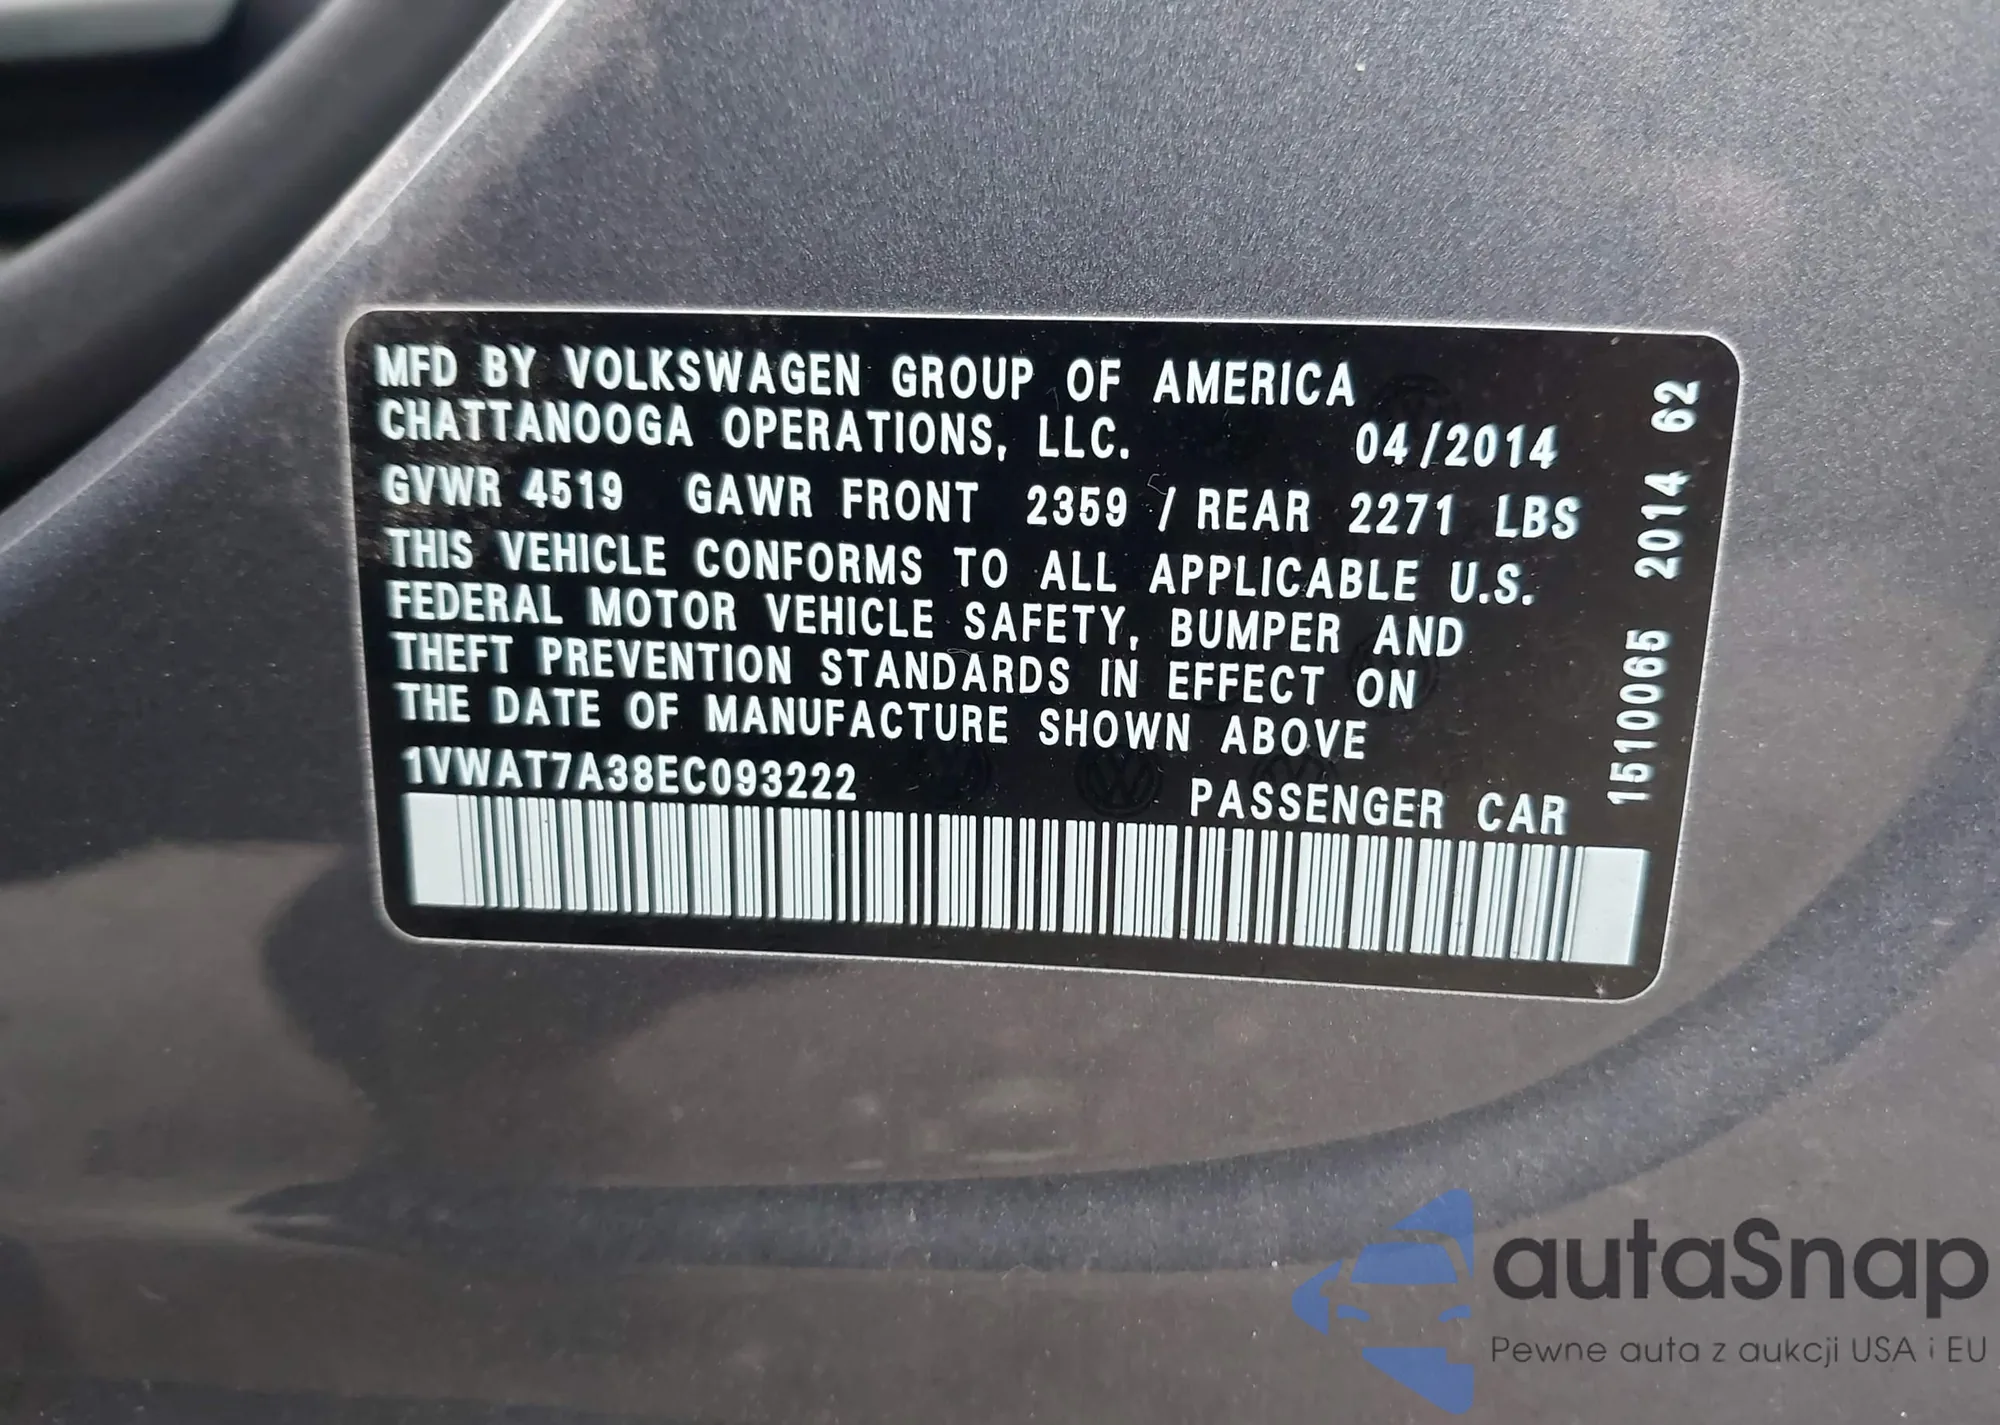 MFD BY VOLKSWAGEN GROUP OF AMERICA
CHATTANOOGA OPERATIONS, LLC. 04/2014
GVWR 4519 GAWR FRONT 2359 / REAR 2271 LBS
THIS VEHICLE CONFORMS TO ALL APPLICABLE U.S.
FEDERAL MOTOR VEHICLE SAFETY, BUMPER AND
THEFT PREVENTION STANDARDS IN EFFECT ON
THE DATE OF MANUFACTURE SHOWN ABOVE
1VWAT7A38EC093222 PASSENGER CAR
1510065 2014 62
autaSnap
Pewne auta z aukcji USA i EU